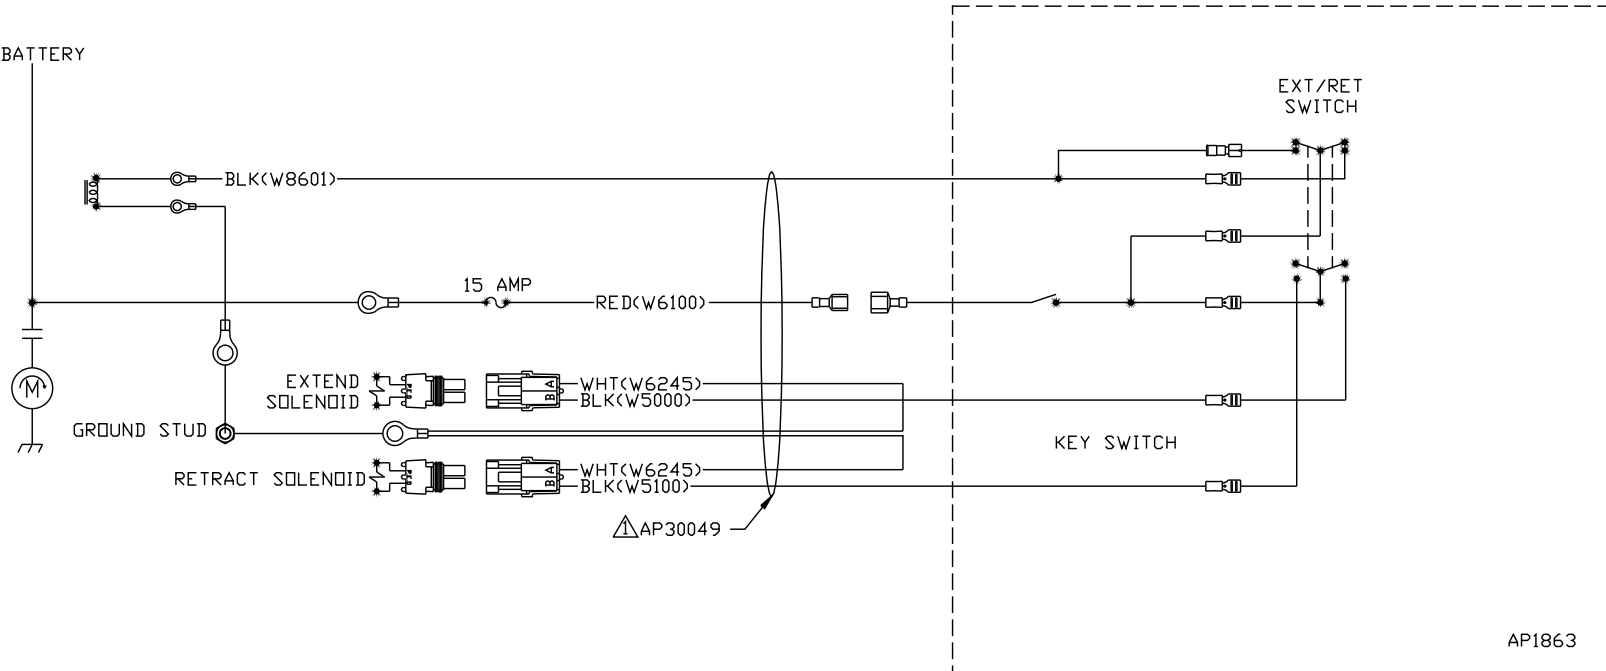 BATTERY
EXT/RET
SWITCH
BLK(W8601)
15 AMP
RED(W6100)
M
EXTEND
SOLENOID
A
B
WHT(W6245)
BLK(W5000)
GROUND STUD
KEY SWITCH
RETRACT SOLENOID
A
B
WHT(W6245)
BLK(W5100)
1 AP30049
AP1863